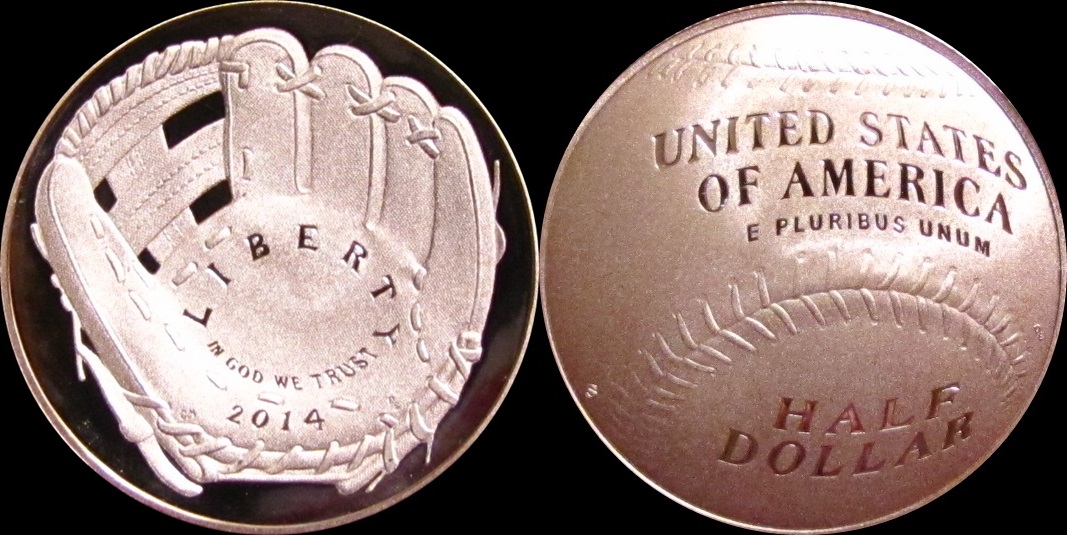 LIBERTY
IN GOD WE TRUST
2014
UNITED STATES
OF AMERICA
E PLURIBUS UNUM
HALF
DOLLAR